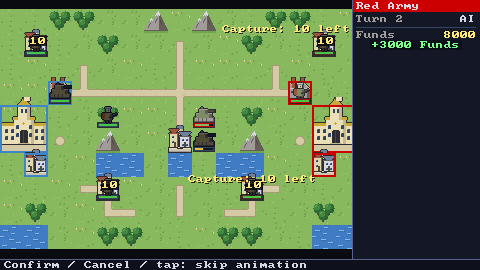 Red Army
Turn 2 AI
Funds 8000
+3000 Funds
Capture: 10 left
10
10
Capture: 10 left
10
10
Confirm / Cancel / tap: skip animation